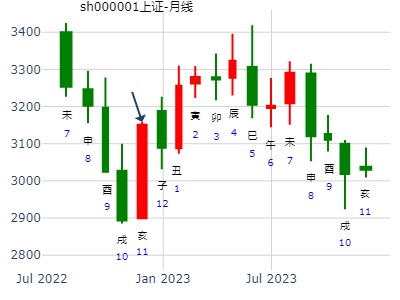 sh000001上证-月线
3400
3300
3200
3100
3000
2900
2800
未
7
申
8
酉
9
戌
10
亥
11
子
12
丑
1
寅
2
卯
3
辰
4
巳
5
午
6
未
7
申
8
酉
9
戌
10
亥
11
Jul 2022
Jan 2023
Jul 2023